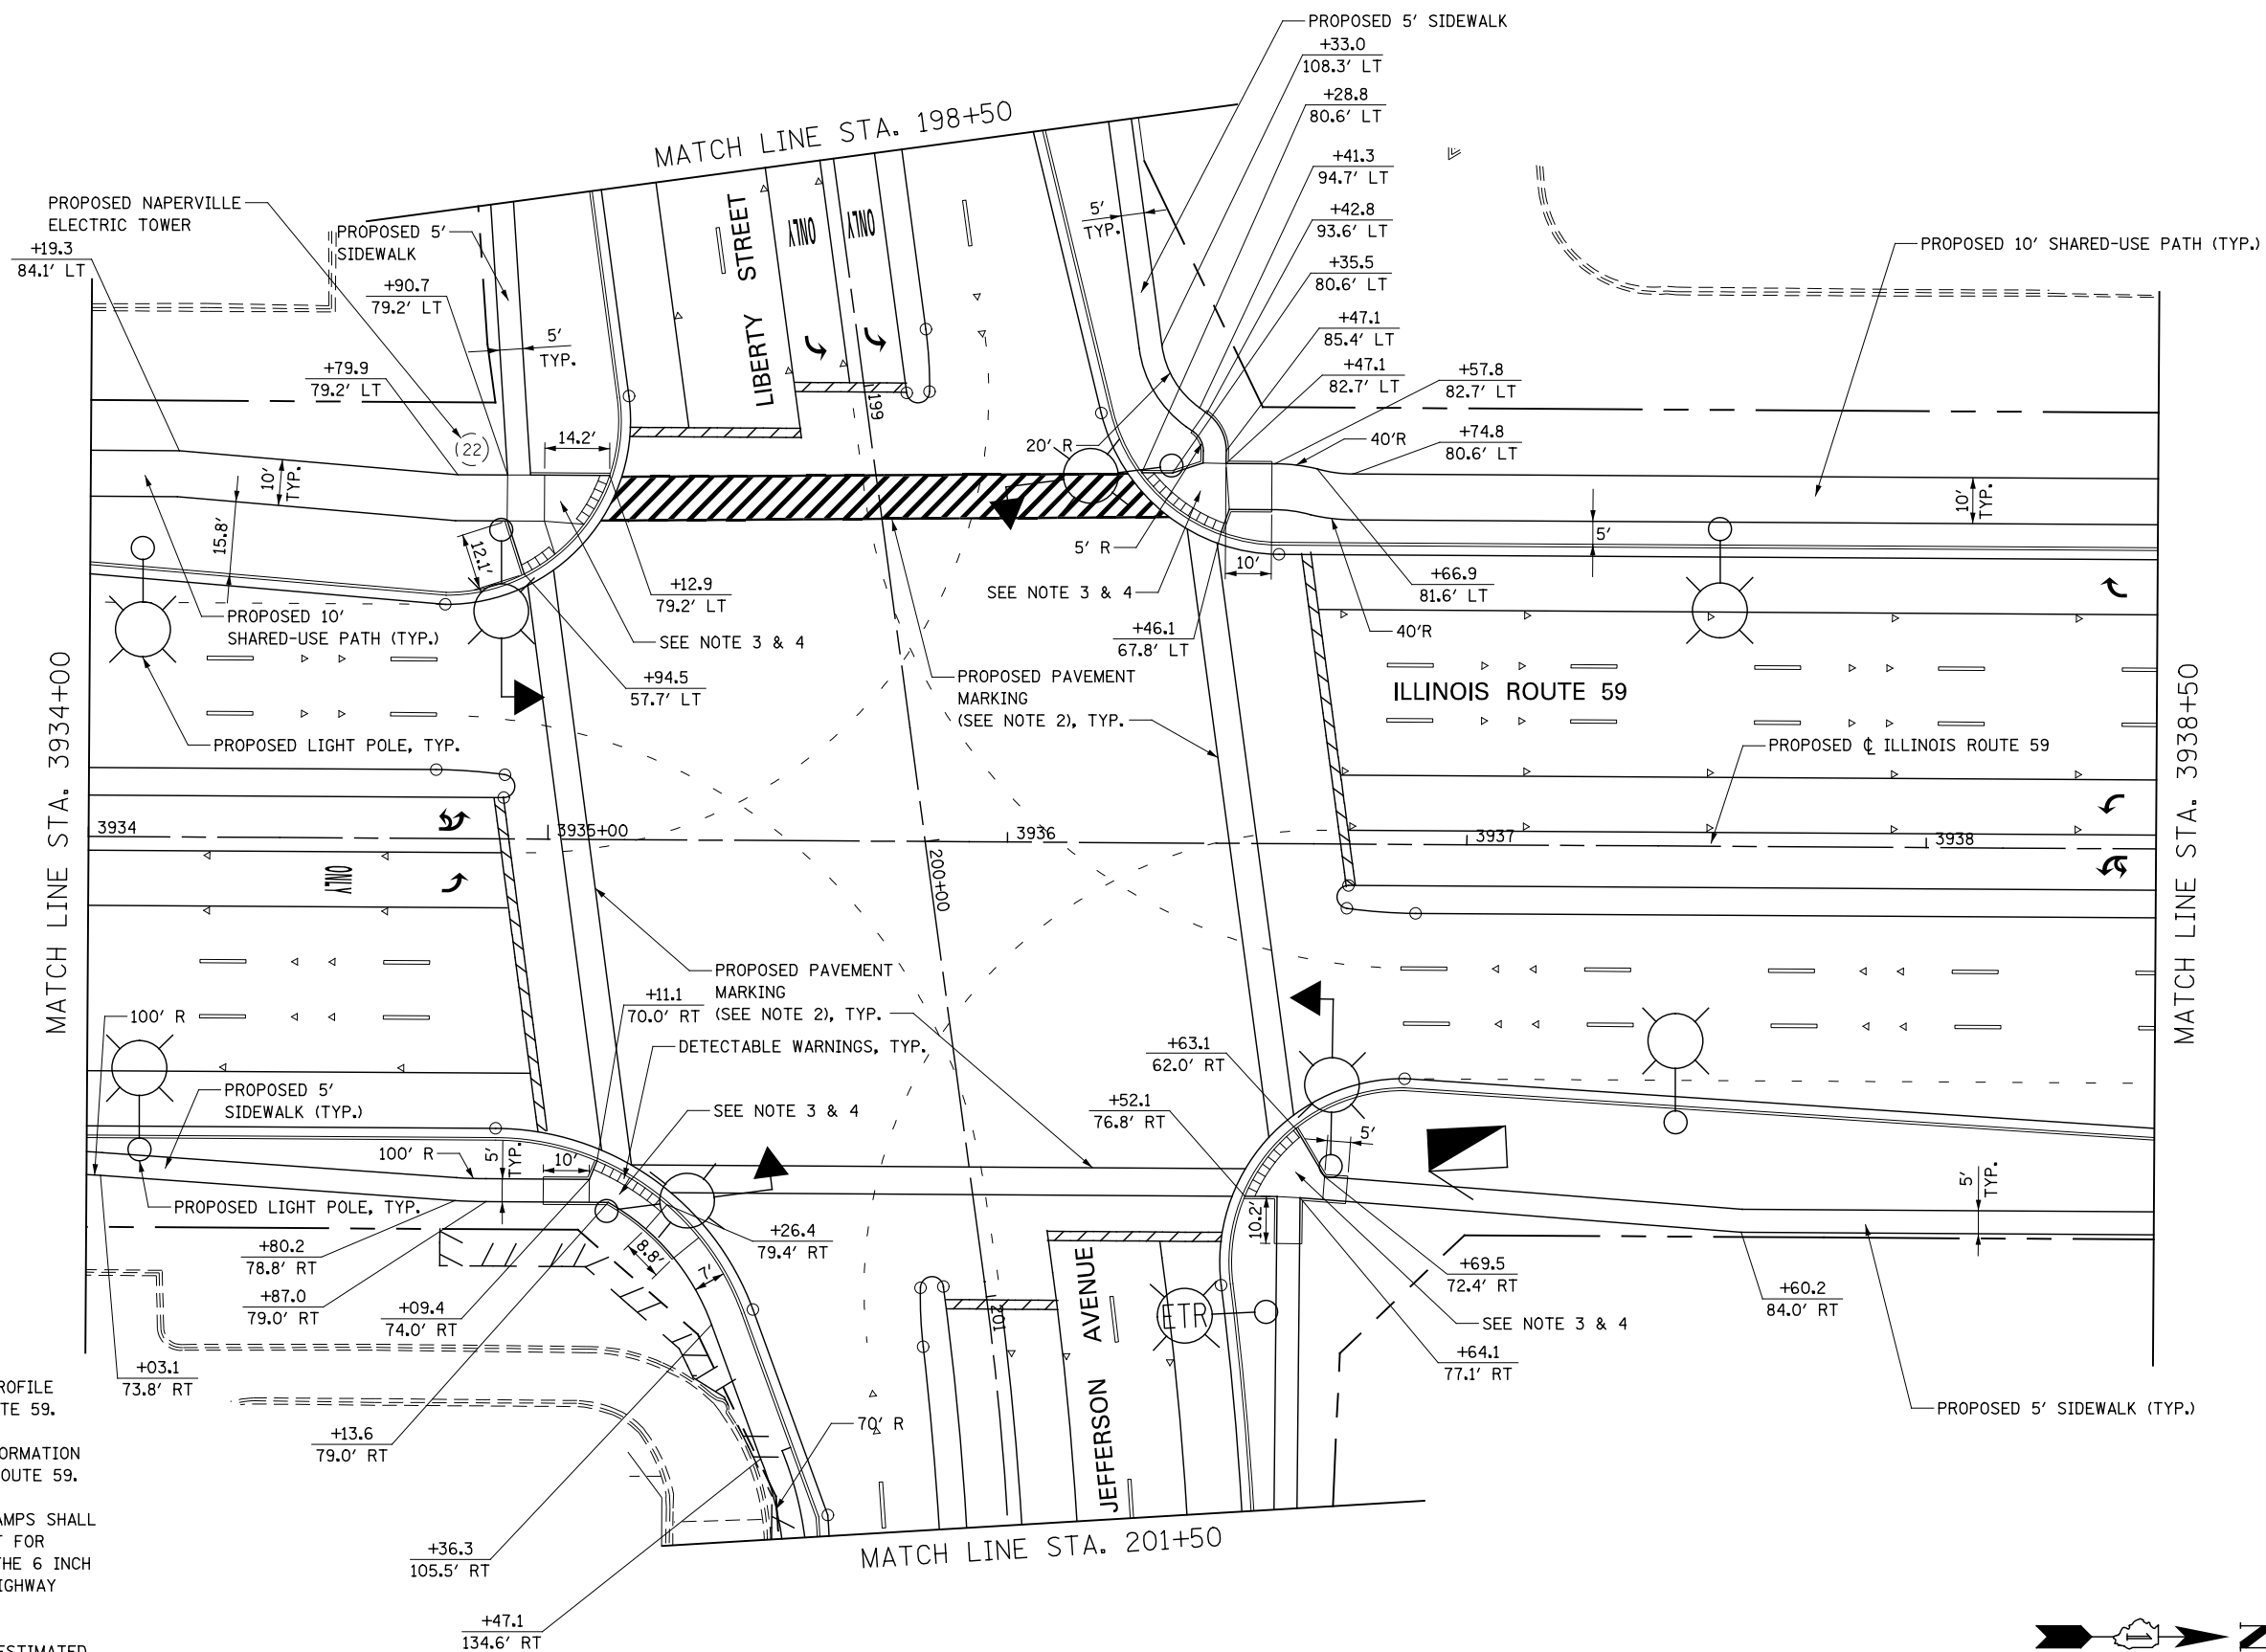 PROPOSED 5' SIDEWALK
+33.0
108.3' LT
+28.8
80.6' LT
+41.3
94.7' LT
+42.8
93.6' LT
+35.5
80.6' LT
+47.1
85.4' LT
+47.1
82.7' LT
+57.8
82.7' LT
40'R
+74.8
80.6' LT
MATCH LINE STA. 198+50
PROPOSED NAPERVILLE
ELECTRIC TOWER
+19.3
84.1' LT
PROPOSED 5'
SIDEWALK
+90.7
79.2' LT
5'
TYP.
+79.9
79.2' LT
22
14.2'
10'
TYP.
15.8'
12.1'
LIBERTY STREET
ONLY
ONLY
199
5'
TYP.
20' R
PROPOSED 10' SHARED-USE PATH (TYP.)
10'
TYP.
5'
5' R
SEE NOTE 3 & 4
10'
+46.1
67.8' LT
+66.9
81.6' LT
40'R
PROPOSED 10'
SHARED-USE PATH (TYP.)
+12.9
79.2' LT
SEE NOTE 3 & 4
+94.5
57.7' LT
PROPOSED PAVEMENT
MARKING
(SEE NOTE 2), TYP.
ILLINOIS ROUTE 59
PROPOSED LIGHT POLE, TYP.
PROPOSED ℄ ILLINOIS ROUTE 59
MATCH LINE STA. 3934+00
MATCH LINE STA. 3938+50
3934
3935+00
3936
3937
3938
200+00
ONLY
PROPOSED PAVEMENT
MARKING
(SEE NOTE 2), TYP.
+11.1
70.0' RT
DETECTABLE WARNINGS, TYP.
100' R
PROPOSED 5'
SIDEWALK (TYP.)
SEE NOTE 3 & 4
100' R
5'
TYP.
10'
+63.1
62.0' RT
+52.1
76.8' RT
5'
5'
TYP.
PROPOSED LIGHT POLE, TYP.
+80.2
78.8' RT
+87.0
79.0' RT
+09.4
74.0' RT
+03.1
73.8' RT
+13.6
79.0' RT
8.8'
7'
+26.4
79.4' RT
10.2'
+69.5
72.4' RT
SEE NOTE 3 & 4
+64.1
77.1' RT
+60.2
84.0' RT
PROPOSED 5' SIDEWALK (TYP.)
JEFFERSON AVENUE
ETR
201
70' R
+36.3
105.5' RT
+47.1
134.6' RT
MATCH LINE STA. 201+50
ROFILE
TE 59.
ORMATION
OUTE 59.
AMPS SHALL
T FOR
THE 6 INCH
IGHWAY
ESTIMATED